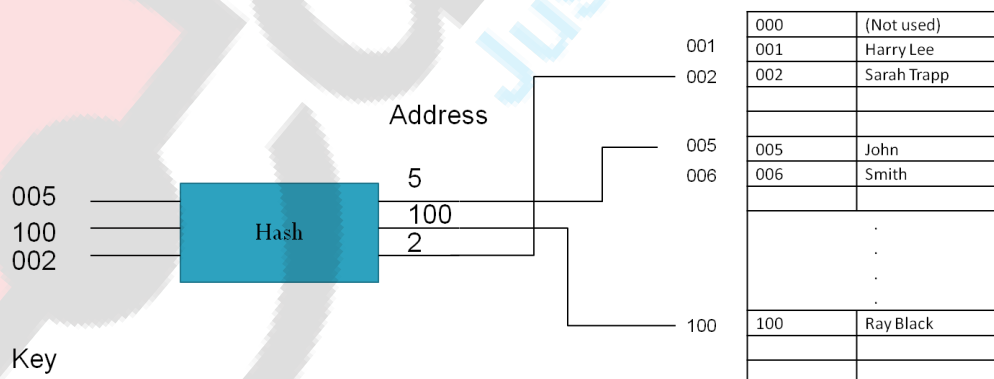 Address
005
100
002
Key
Hash
5
100
2
001
002
005
006
100
000 (Not used)
001 Harry Lee
002 Sarah Trapp
005 John
006 Smith
100 Ray Black